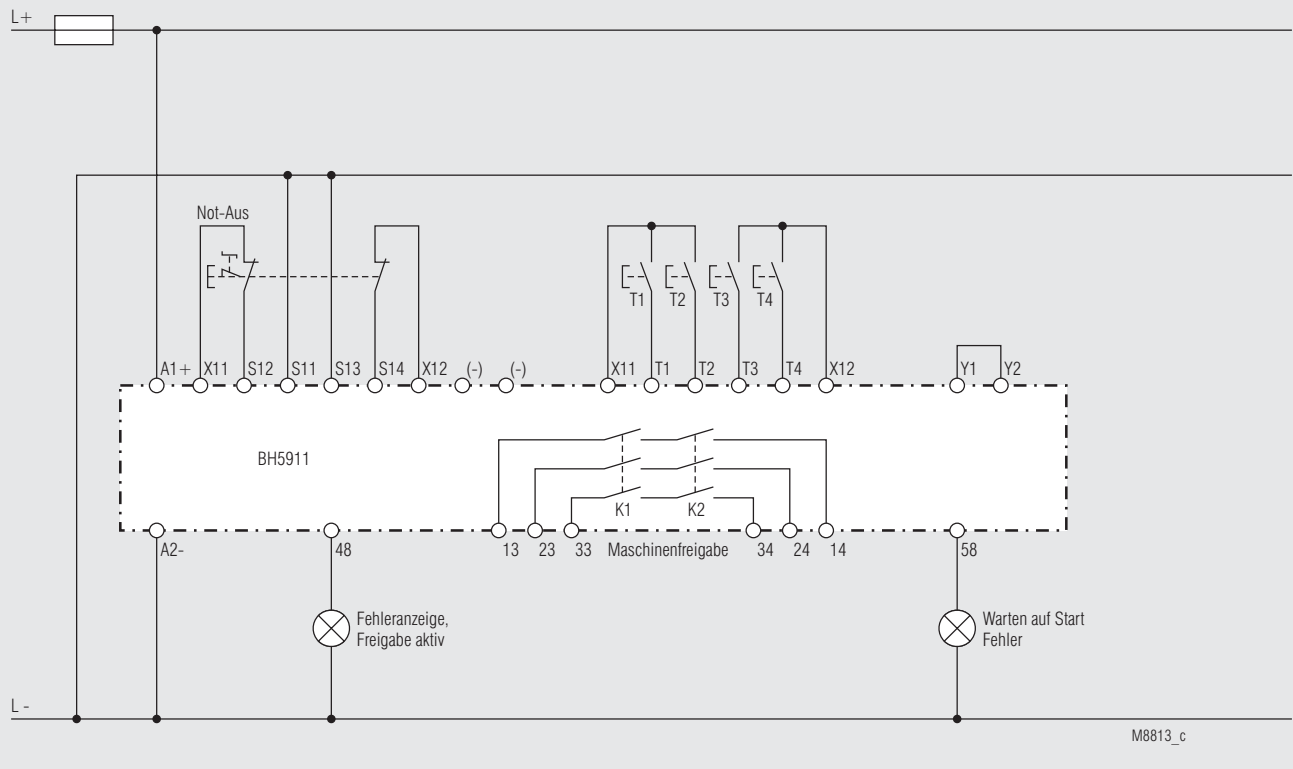 L+
Not-Aus
T1 T2 T3 T4
A1+ X11 S12 S11 S13 S14 X12 (-) (-) X11 T1 T2 T3 T4 X12 Y1 Y2
BH5911
K1 K2
A2- 48 13 23 33 Maschinenfreigabe 34 24 14 58
Fehleranzeige,
Freigabe aktiv
Warten auf Start
Fehler
L -
M8813_c